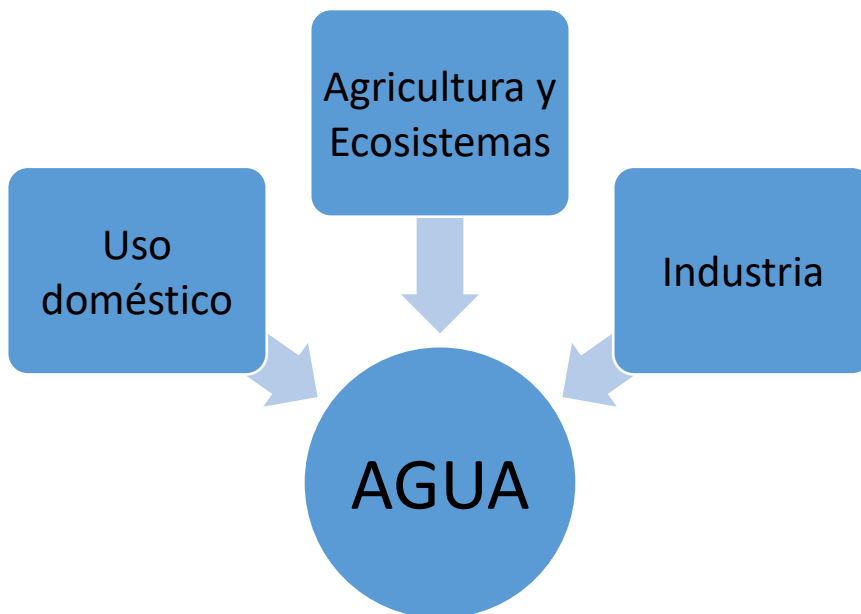 Agricultura y
Ecosistemas
Uso
doméstico
Industria
AGUA